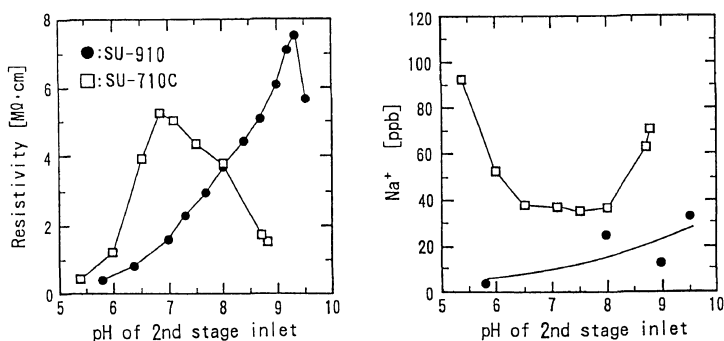 Resistivity [MΩ·cm]
8
6
4
2
0
●:SU-910
□:SU-710C
5 6 7 8 9 10
pH of 2nd stage inlet
Na⁺ [ppb]
120
100
80
60
40
20
0
5 6 7 8 9 10
pH of 2nd stage inlet